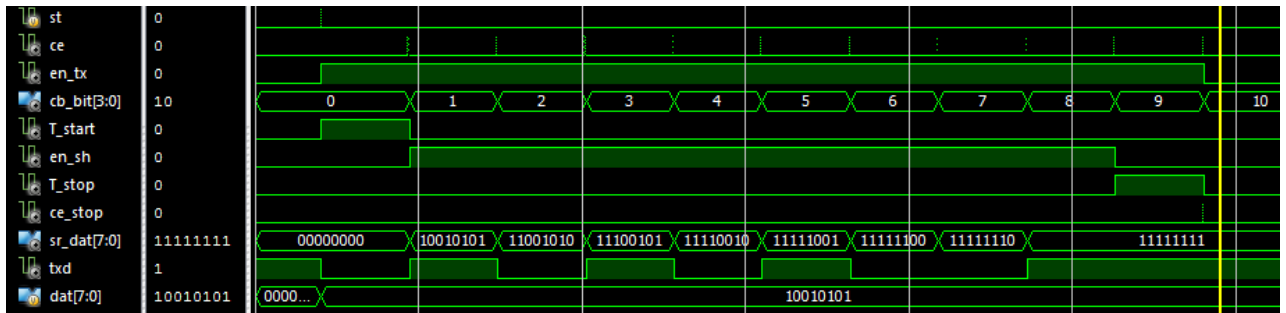 st 0
ce 0
en_tx 0
cb_bit[3:0] 10 0 1 2 3 4 5 6 7 8 9 10
T_start 0
en_sh 0
T_stop 0
ce_stop 0
sr_dat[7:0] 11111111 00000000 10010101 11001010 11100101 11110010 11111001 11111100 11111110 11111111
txd 1
dat[7:0] 10010101 0000... 10010101